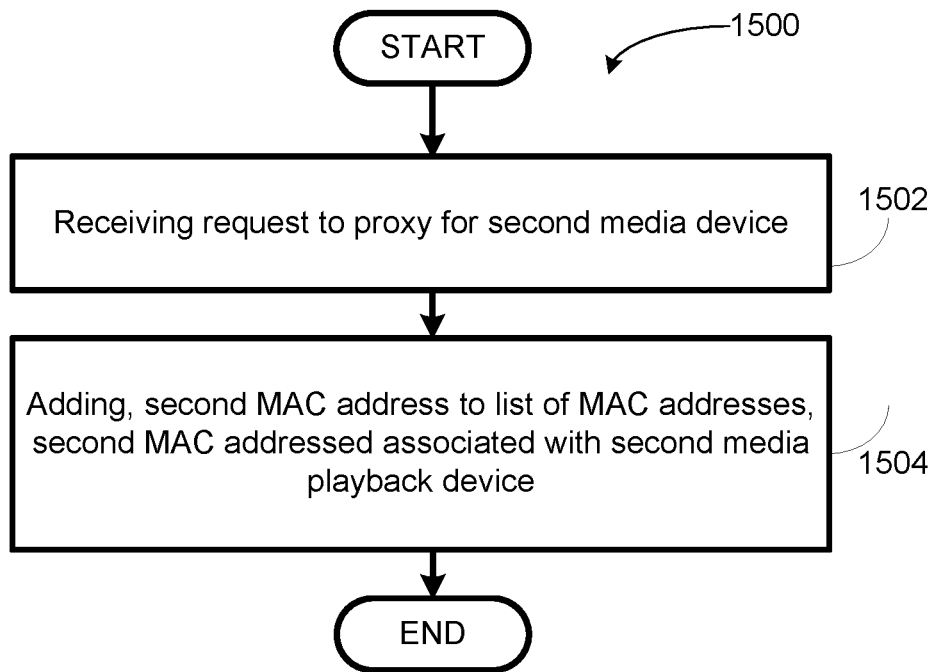 START
1500
Receiving request to proxy for second media device
1502
Adding, second MAC address to list of MAC addresses,
second MAC addressed associated with second media
playback device
1504
END